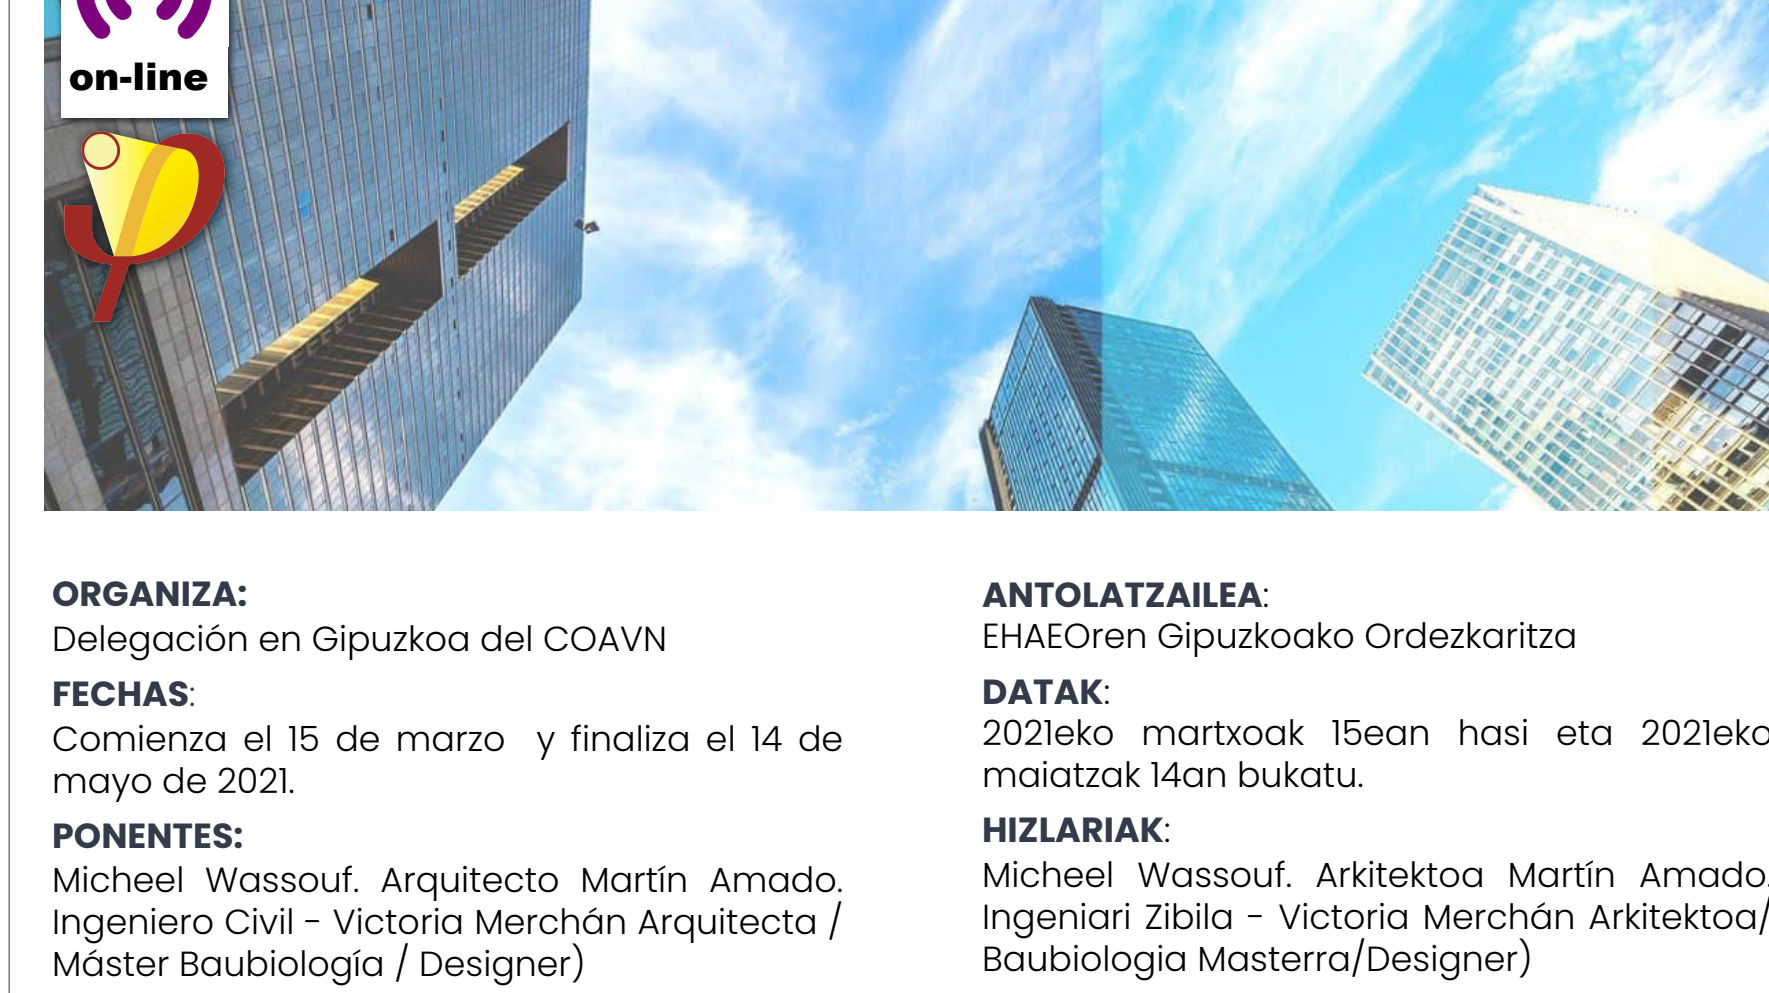 on-line
ORGANIZA:
Delegación en Gipuzkoa del COAVN
FECHAS:
Comienza el 15 de marzo y finaliza el 14 de
mayo de 2021.
PONENTES:
Micheel Wassouf. Arquitecto Martín Amado.
Ingeniero Civil - Victoria Merchán Arquitecta /
Máster Baubiología / Designer)
ANTOLATZAILEA:
EHAEOren Gipuzkoako Ordezkaritza
DATAK:
2021eko martxoak 15ean hasi eta 2021eko
maiatzak 14an bukatu.
HIZLARIAK:
Micheel Wassouf. Arkitektoa Martín Amado.
Ingeniari Zibila - Victoria Merchán Arkitektoa/
Baubiologia Masterra/Designer)